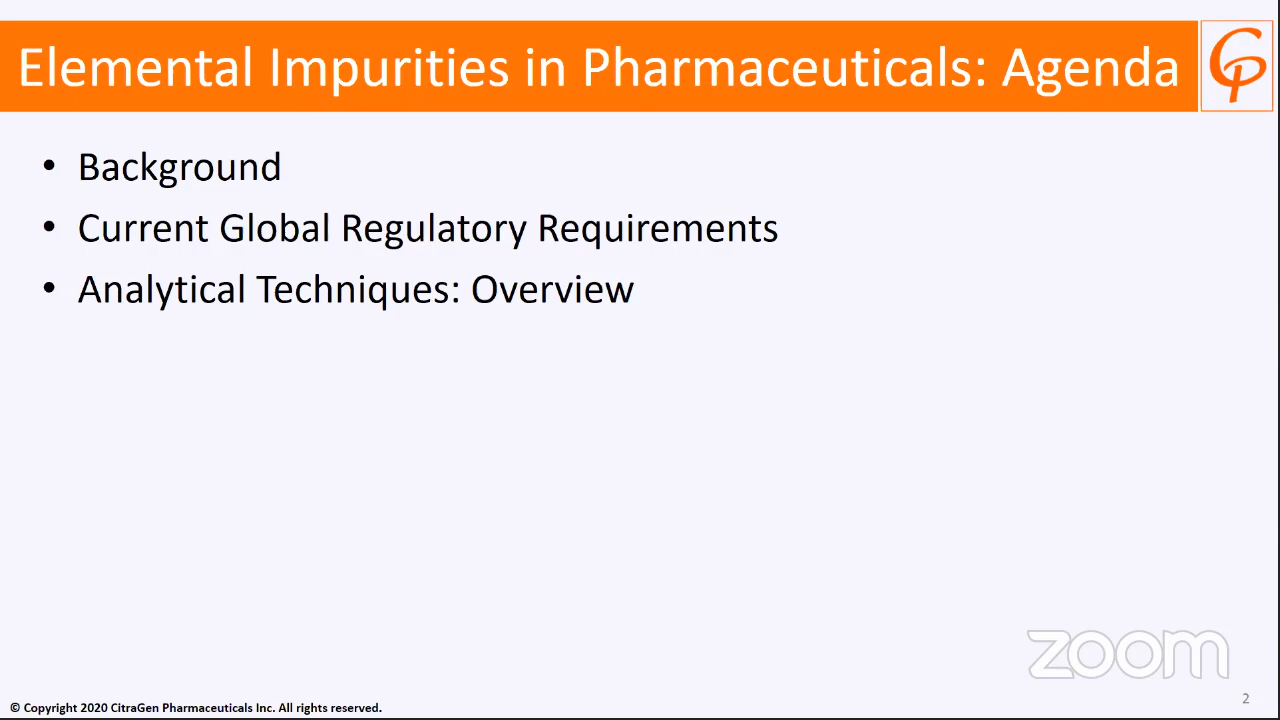 Elemental Impurities in Pharmaceuticals: Agenda
• Background
• Current Global Regulatory Requirements
• Analytical Techniques: Overview
zoom
2
© Copyright 2020 CitraGen Pharmaceuticals Inc. All rights reserved.